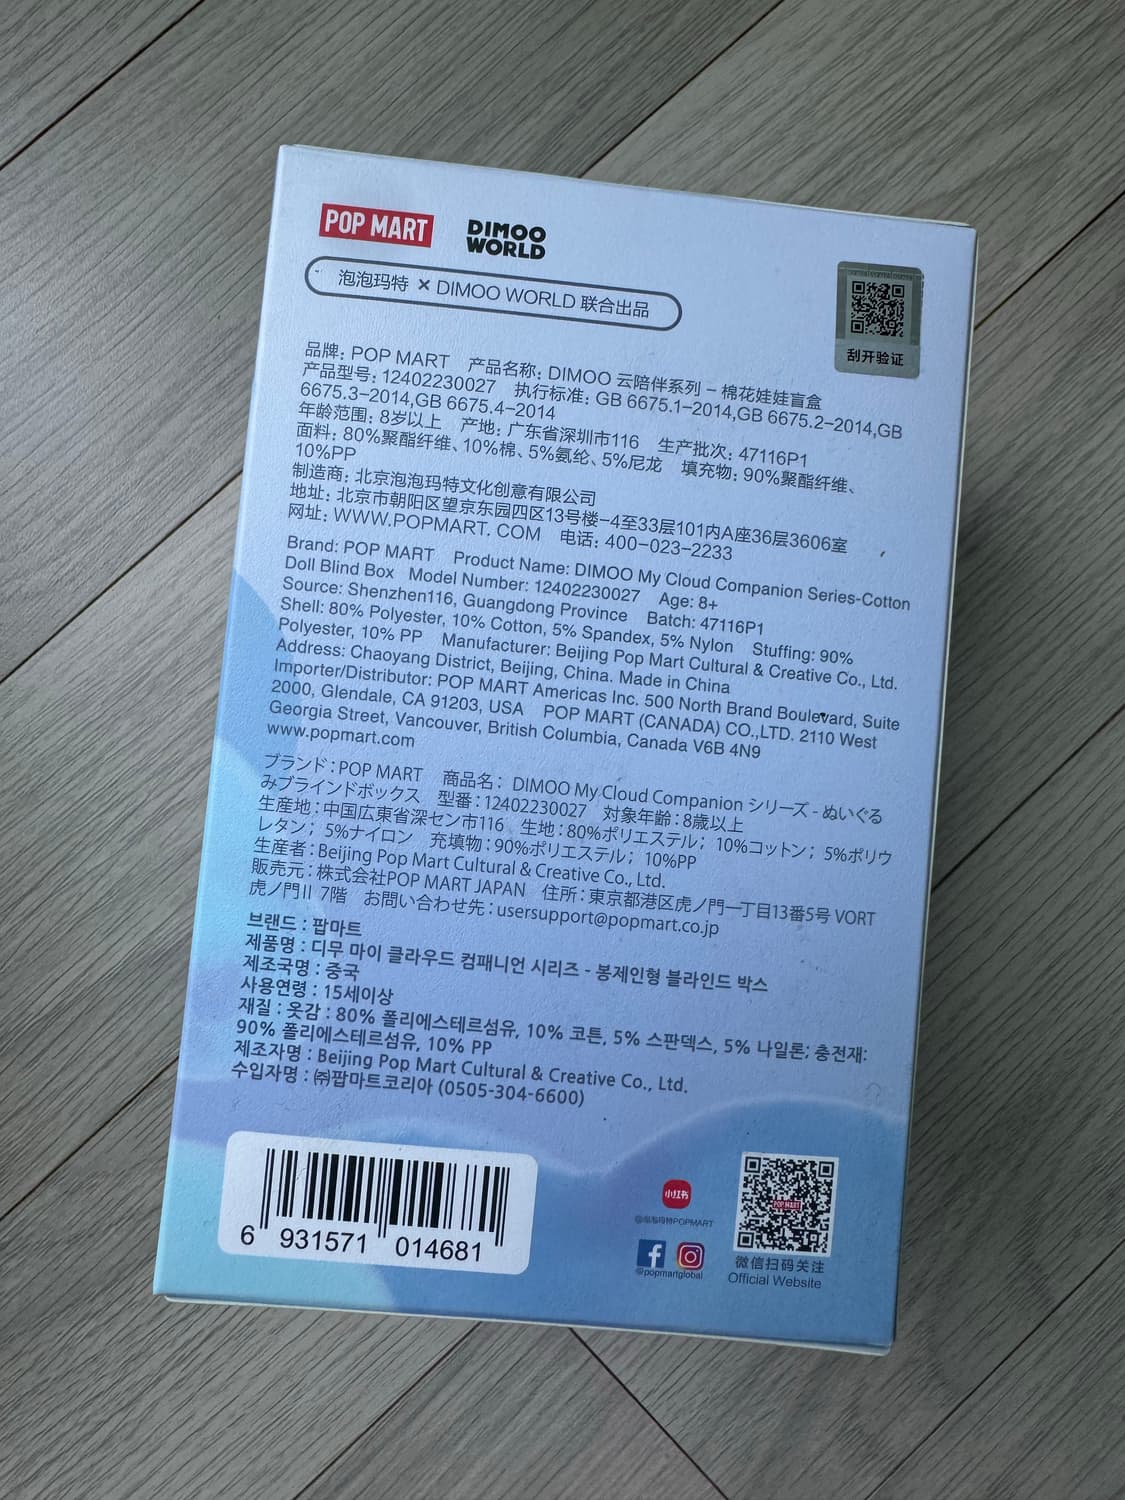 POP MART
DIMOO
WORLD
泡泡玛特 × DIMOO WORLD 联合出品
刮开验证
品牌: POP MART 产品名称: DIMOO 云陪伴系列 – 棉花娃娃盲盒
产品型号: 12402230027 执行标准: GB 6675.1–2014,GB 6675.2–2014,GB
6675.3–2014,GB 6675.4–2014
年龄范围: 8岁以上 产地: 广东省深圳市116 生产批次: 47116P1
面料: 80%聚酯纤维、10%棉、5%氨纶、5%尼龙 填充物: 90%聚酯纤维、
10%PP
制造商: 北京泡泡玛特文化创意有限公司
地址: 北京市朝阳区望京东园四区13号楼–4至33层101内A座36层3606室
网址: WWW.POPMART. COM 电话: 400–023–2233
Brand: POP MART Product Name: DIMOO My Cloud Companion Series-Cotton
Doll Blind Box Model Number: 12402230027 Age: 8+
Source: Shenzhen116, Guangdong Province Batch: 47116P1
Shell: 80% Polyester, 10% Cotton, 5% Spandex, 5% Nylon Stuffing: 90%
Polyester, 10% PP Manufacturer: Beijing Pop Mart Cultural & Creative Co., Ltd.
Address: Chaoyang District, Beijing, China. Made in China
Importer/Distributor: POP MART Americas Inc. 500 North Brand Boulevard, Suite
2000, Glendale, CA 91203, USA POP MART (CANADA) CO.,LTD. 2110 West
Georgia Street, Vancouver, British Columbia, Canada V6B 4N9
www.popmart.com
ブランド：POP MART 商品名： DIMOO My Cloud Companion シリーズ - ぬいぐる
みブラインドボックス 型番：12402230027 対象年齢：8歳以上
生産地：中国広東省深セン市116 生地：80%ポリエステル； 10%コットン； 5%ポリウ
レタン； 5%ナイロン 充填物：90%ポリエステル； 10%PP
生産者：Beijing Pop Mart Cultural & Creative Co., Ltd.
販売元：株式会社POP MART JAPAN 住所：東京都港区虎ノ門一丁目13番5号 VORT
虎ノ門Ⅱ 7階 お問い合わせ先：usersupport@popmart.co.jp
브랜드 : 팝마트
제품명 : 디무 마이 클라우드 컴패니언 시리즈 - 봉제인형 블라인드 박스
제조국명 : 중국
사용연령 : 15세이상
재질 : 옷감 : 80% 폴리에스테르섬유, 10% 코튼, 5% 스판덱스, 5% 나일론; 충전재:
90% 폴리에스테르섬유, 10% PP
제조자명 : Beijing Pop Mart Cultural & Creative Co., Ltd.
수입자명 : ㈜팝마트코리아 (0505-304-6600)
6 931571 014681
小红书
@泡泡玛特POPMART
@popmartglobal
POP MART
微信扫码关注
Official Website